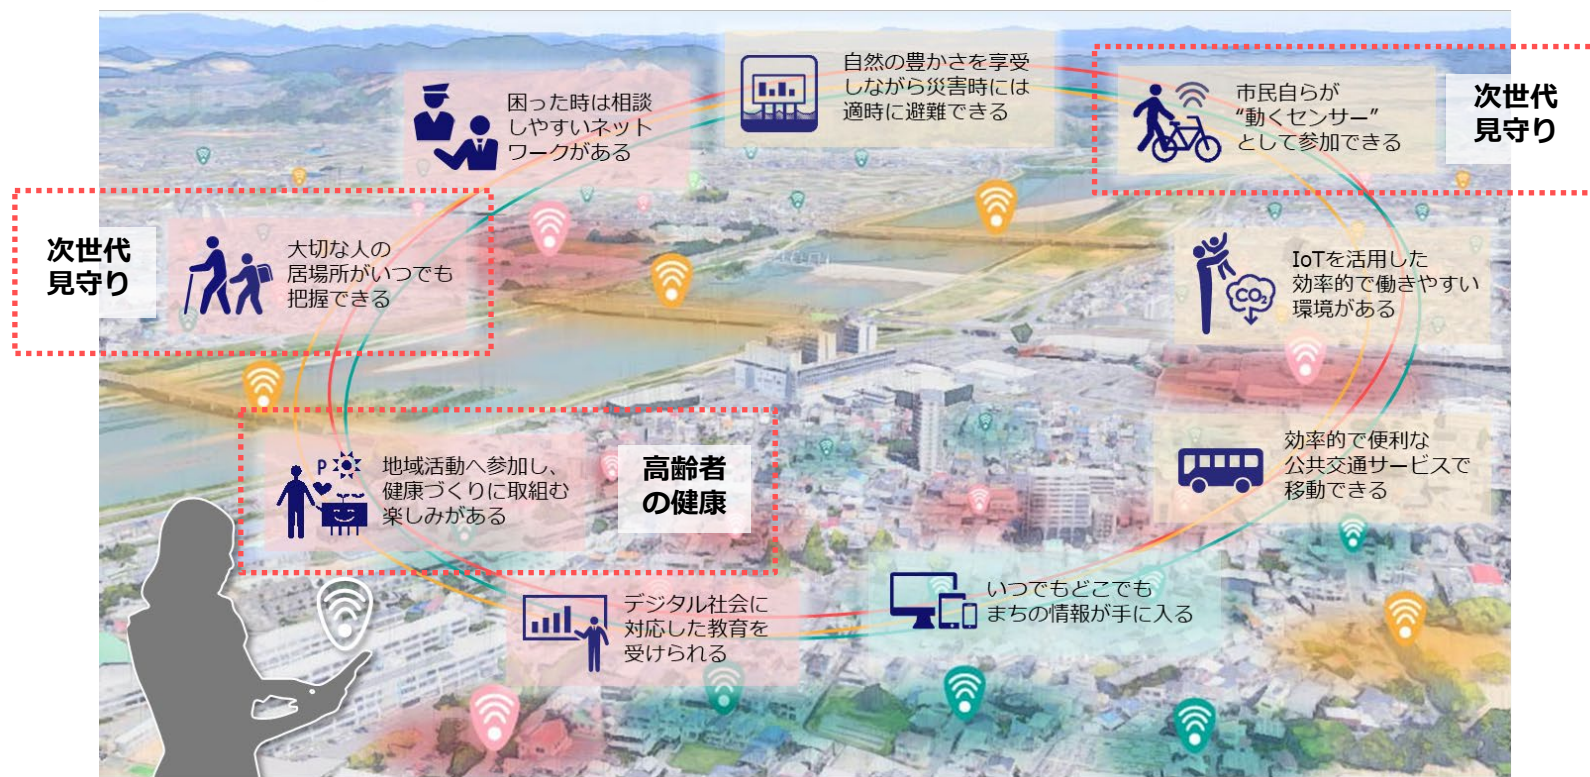 自然の豊かさを享受
しながら災害時には
適時に避難できる
困った時は相談
しやすいネット
ワークがある
市民自らが
“動くセンサー”
として参加できる
次世代
見守り
次世代
見守り
大切な人の
居場所がいつでも
把握できる
IoTを活用した
効率的で働きやすい
環境がある
CO₂
P
地域活動へ参加し、
健康づくりに取組む
楽しみがある
高齢者
の健康
効率的で便利な
公共交通サービスで
移動できる
デジタル社会に
対応した教育を
受けられる
いつでもどこでも
まちの情報が手に入る